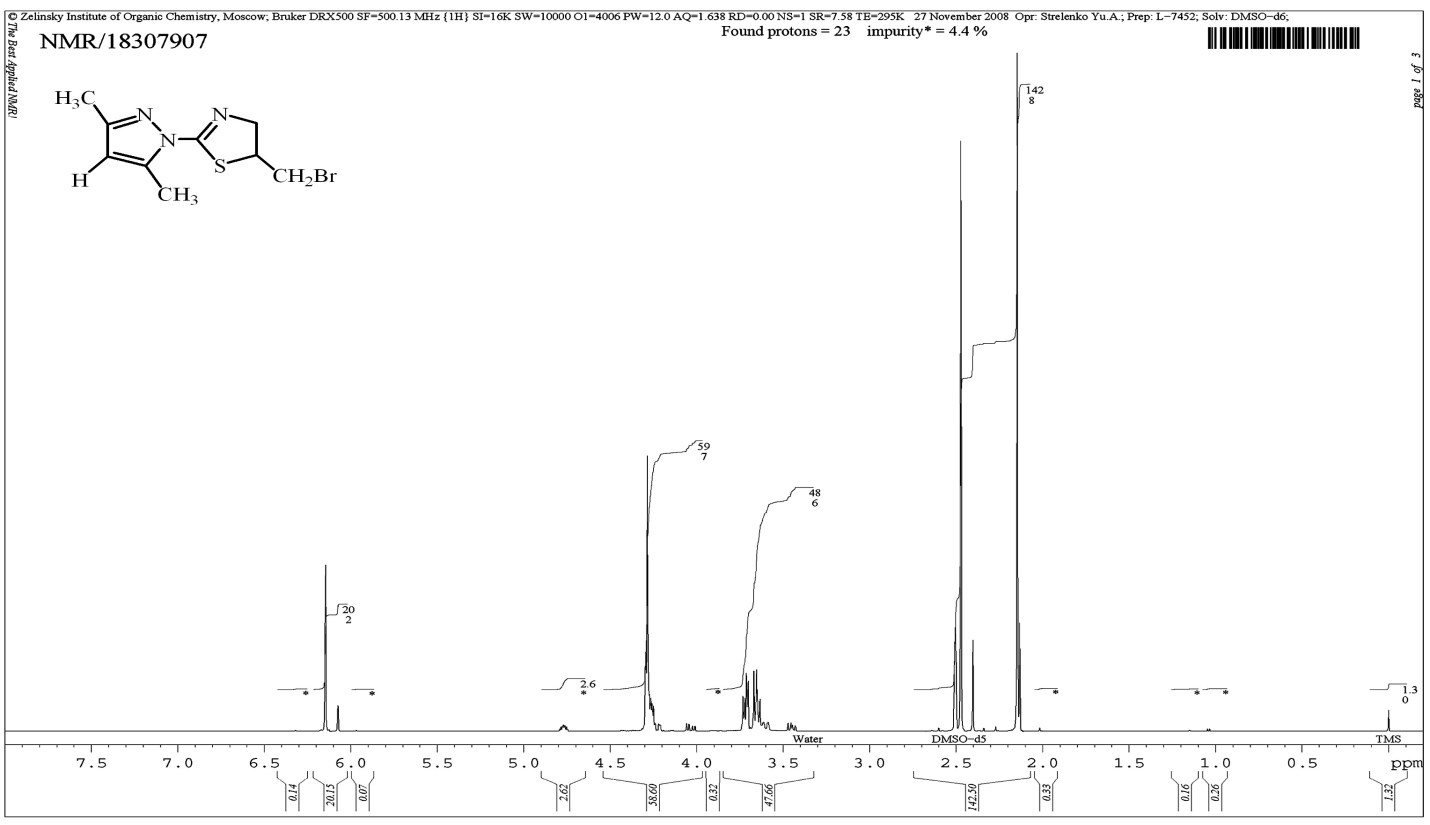 © Zelinsky Institute of Organic Chemistry, Moscow; Bruker DRX500 SF=500.13 MHz {1H} SI=16K SW=10000 O1=4006 PW=12.0 AQ=1.638 RD=0.00 NS=1 SR=7.58 TE=295K 27 November 2008 Opr: Strelenko Yu.A.; Prep: L-7452; Solv: DMSO-d6;
Found protons = 23 impurity* = 4.4 %
NMR/18307907
The Best Applied NMR!
page 1 of 3
H3C
N
N
N
S
H
CH3
CH2Br
142
8
59
7
48
6
20
2
2.6
*
1.3
0
*
*
*
*
*
*
Water
DMSO-d5
TMS
7.5 7.0 6.5 6.0 5.5 5.0 4.5 4.0 3.5 3.0 2.5 2.0 1.5 1.0 0.5 ppm
0.14 20.15 0.07 2.62 58.60 0.32 47.66 142.50 0.33 0.16 0.26 1.32